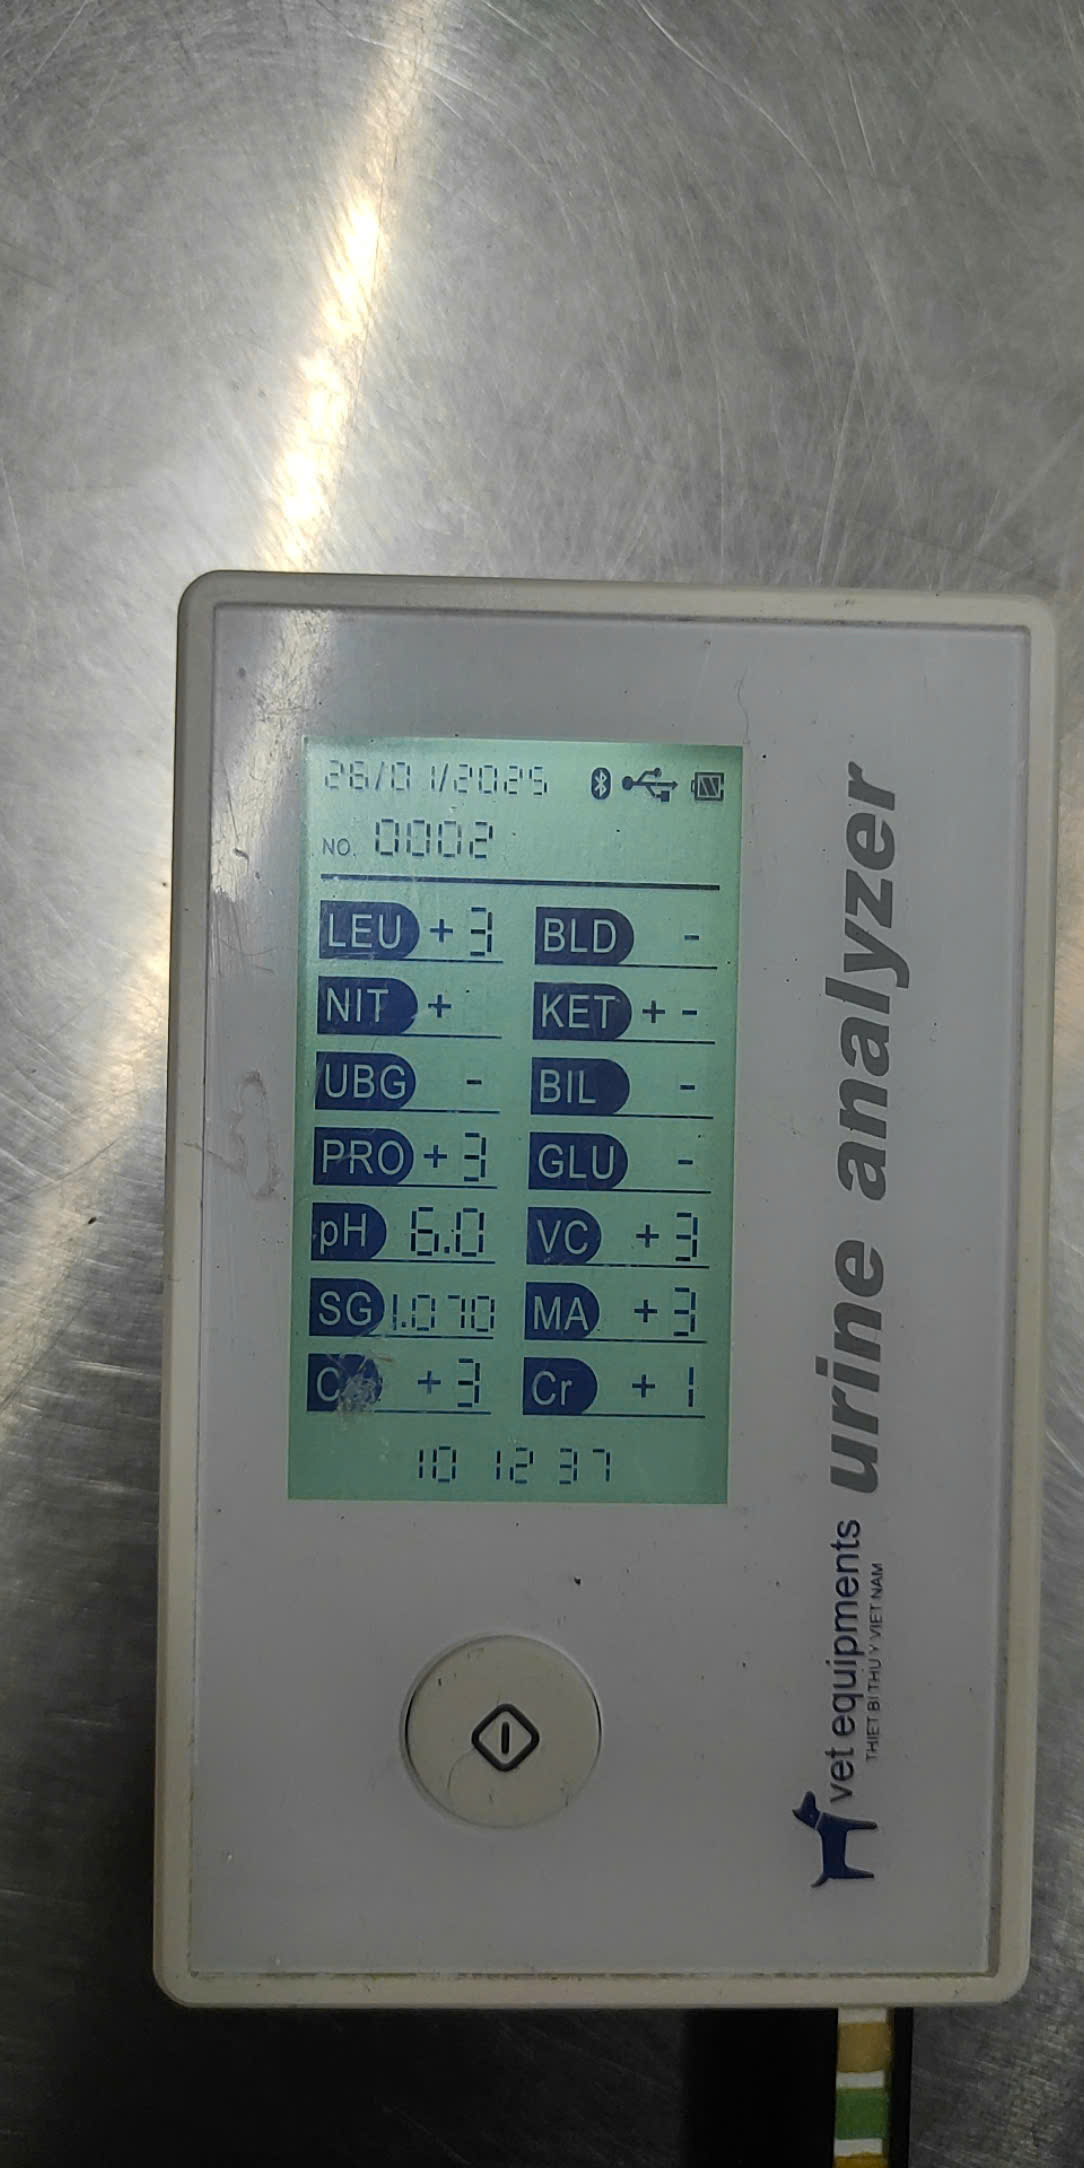 26/01/2025
NO. 0002
LEU +3 BLD -
NIT + KET +-
UBG - BIL -
PRO +3 GLU -
pH 6.0 VC +3
SG 1.070 MA +3
+3 Cr +1
10 12 37
urine analyzer
vet equipments
THIET BI THU Y VIET NAM